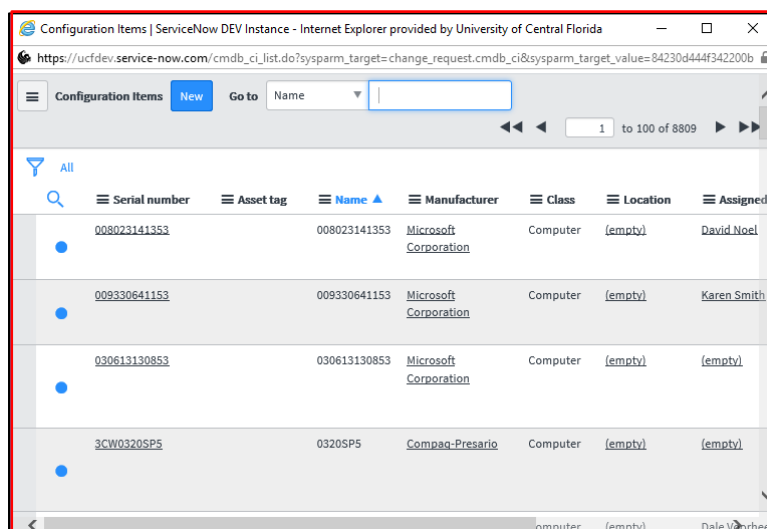 Configuration Items | ServiceNow DEV Instance - Internet Explorer provided by University of Central Florida
https://ucfdev.service-now.com/cmdb_ci_list.do?sysparm_target=change_request.cmdb_ci&sysparm_target_value=84230d444f342200b
Configuration Items New Go to Name
1 to 100 of 8809
All
Serial number Asset tag Name Manufacturer Class Location Assigned
008023141353 008023141353 Microsoft Corporation Computer (empty) David Noel
009330641153 009330641153 Microsoft Corporation Computer (empty) Karen Smith
030613130853 030613130853 Microsoft Corporation Computer (empty) (empty)
3CW0320SP5 0320SP5 Compaq-Presario Computer (empty) (empty)
computer (empty) Dale